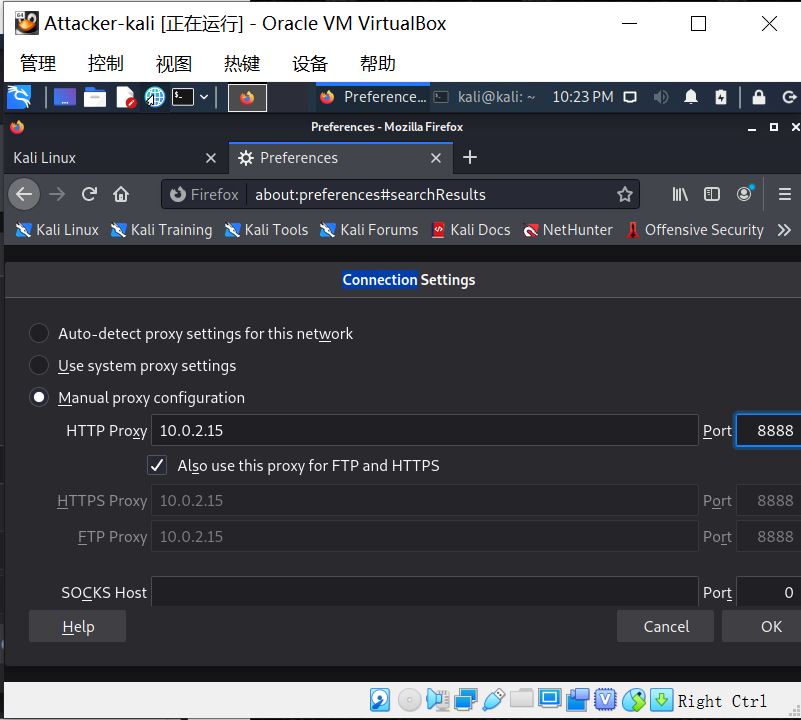 Attacker-kali [正在运行] - Oracle VM VirtualBox
管理 控制 视图 热键 设备 帮助
Preference... kali@kali: ~ 10:23 PM
Preferences - Mozilla Firefox
Kali Linux Preferences
Firefox about:preferences#searchResults
Kali Linux Kali Training Kali Tools Kali Forums Kali Docs NetHunter Offensive Security
Connection Settings
Auto-detect proxy settings for this network
Use system proxy settings
Manual proxy configuration
HTTP Proxy 10.0.2.15 Port 8888
Also use this proxy for FTP and HTTPS
HTTPS Proxy 10.0.2.15 Port 8888
FTP Proxy 10.0.2.15 Port 8888
SOCKS Host Port 0
Help Cancel OK
Right Ctrl